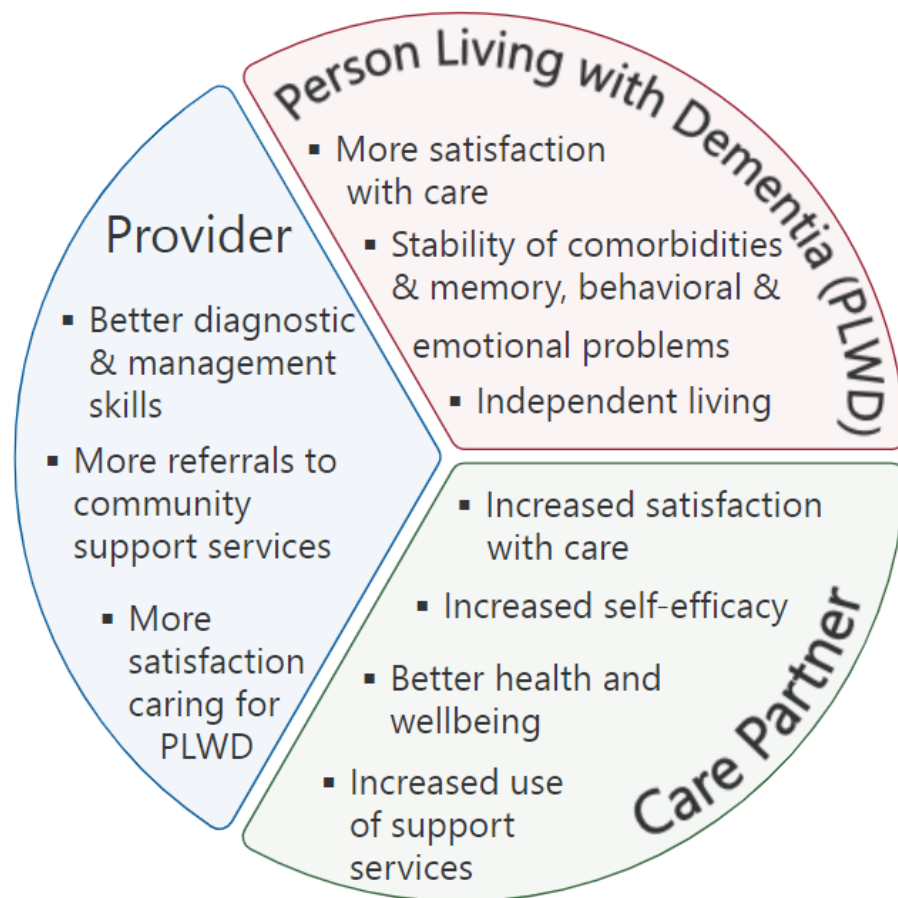 Person Living with Dementia (PLWD)
▪ More satisfaction
with care
▪ Stability of comorbidities
& memory, behavioral &
emotional problems
▪ Independent living
Provider
▪ Better diagnostic
& management
skills
▪ More referrals to
community
support services
▪ More
satisfaction
caring for
PLWD
▪ Increased satisfaction
with care
▪ Increased self-efficacy
▪ Better health and
wellbeing
▪ Increased use
of support
services
Care Partner